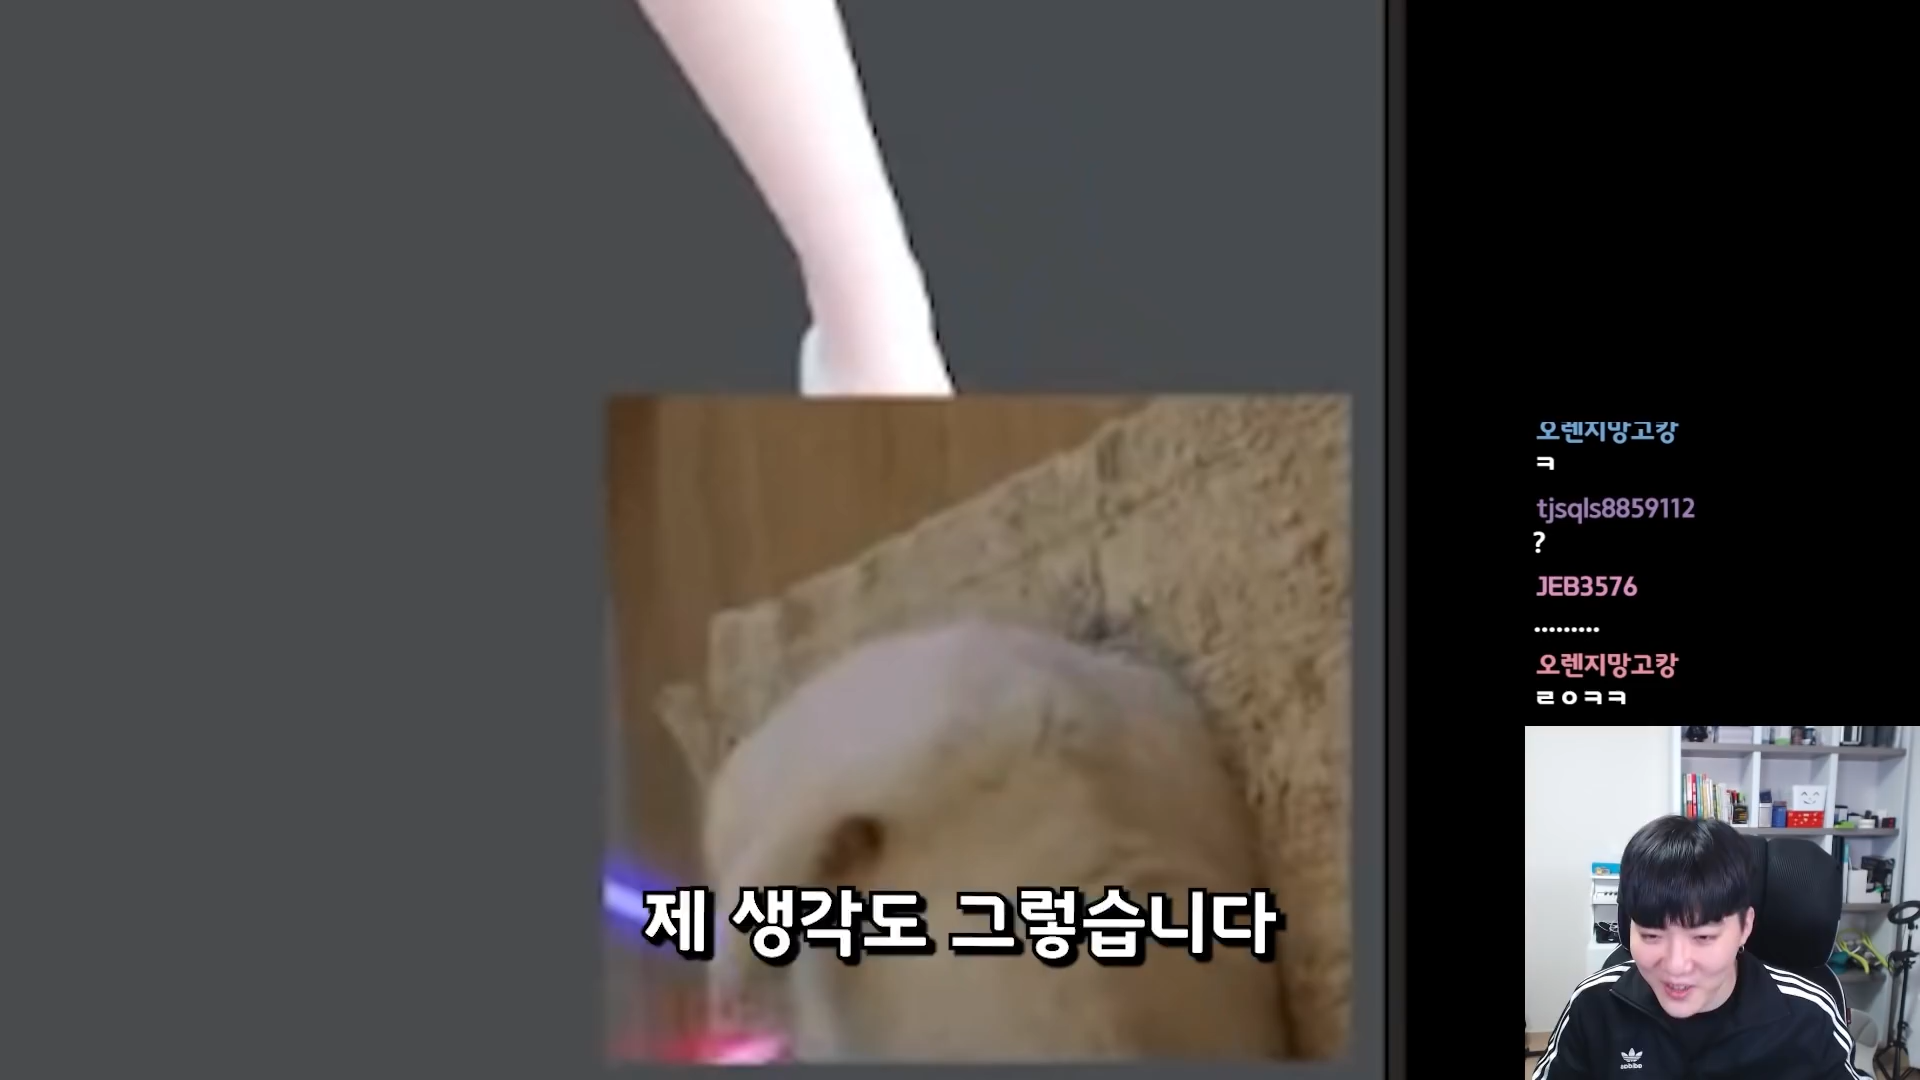 오렌지망고캉
ㅋ
tjsqls8859112
?
JEB3576
.........
오렌지망고캉
ㄹㅇㅋㅋ
제 생각도 그렇습니다
adidas